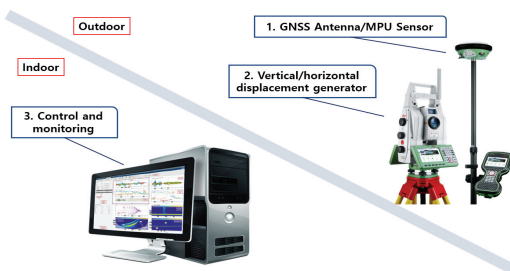 Outdoor
1. GNSS Antenna/MPU Sensor
Indoor
2. Vertical/horizontal
displacement generator
3. Control and
monitoring